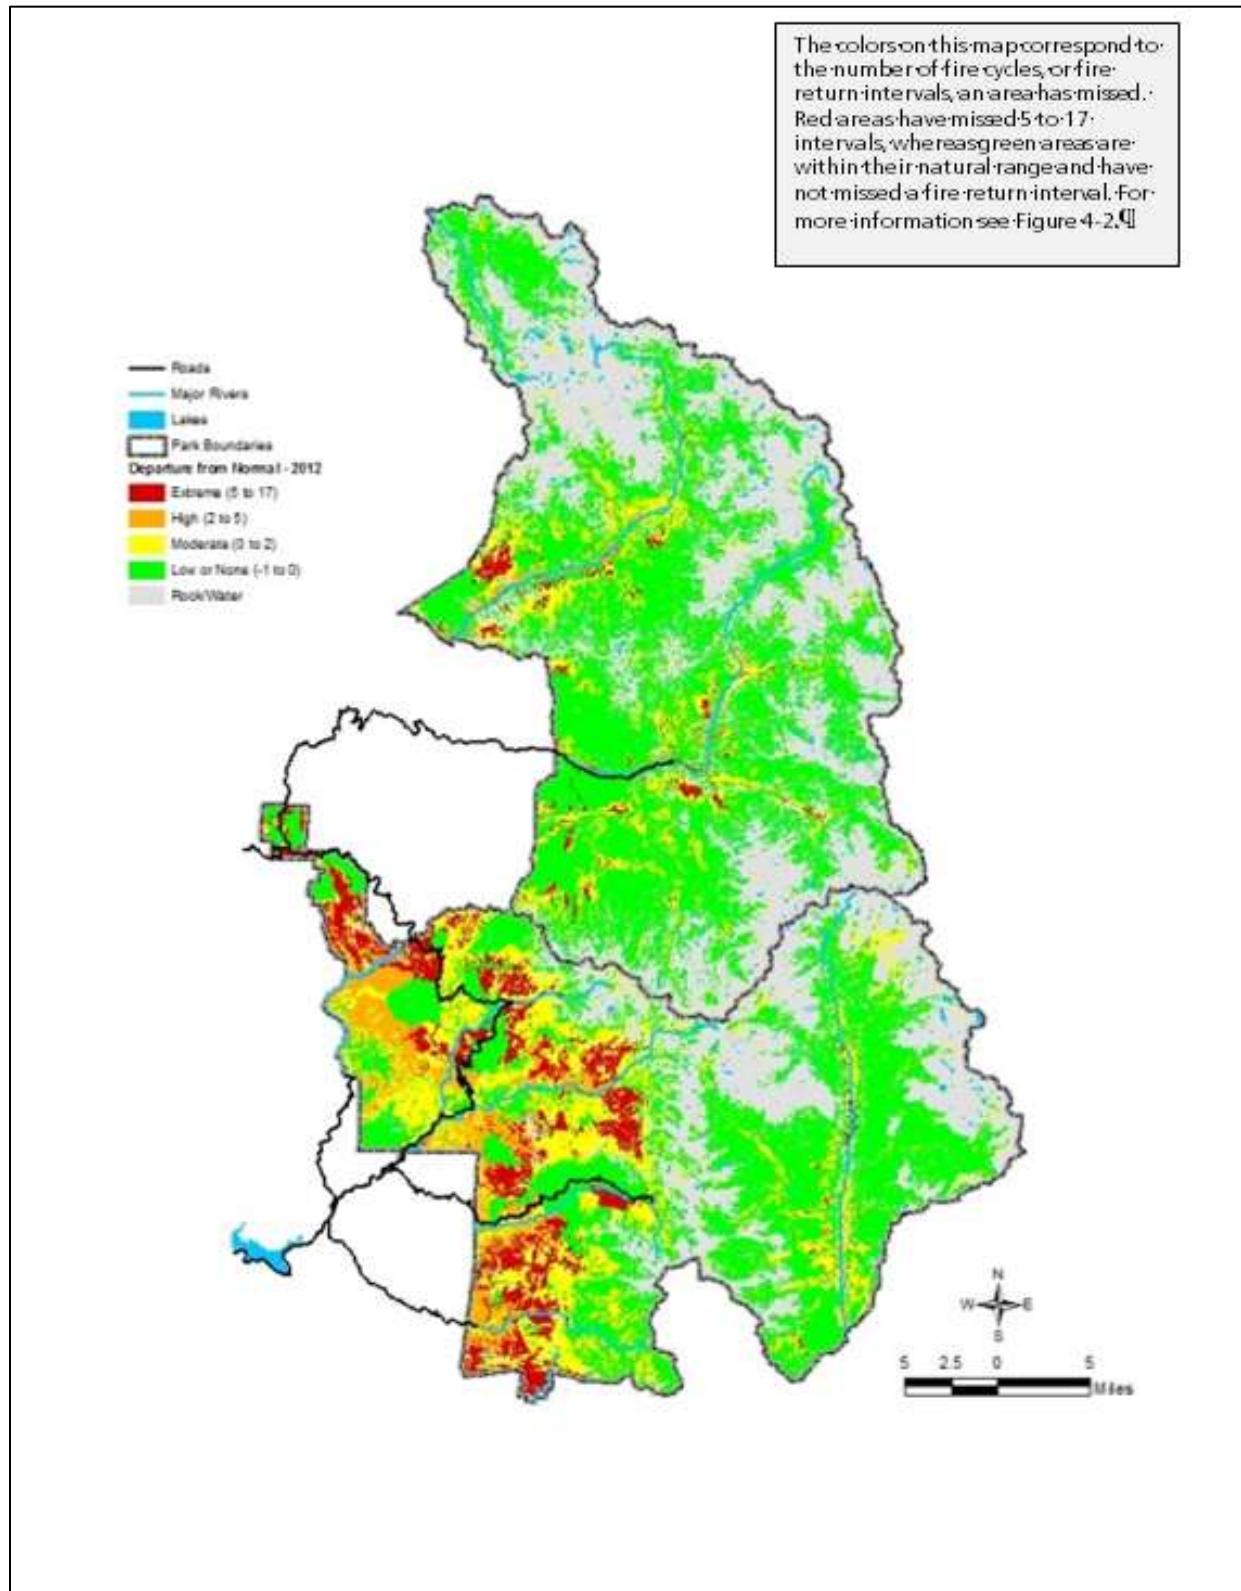 The colors on this map correspond to
the number of fire cycles, or fire
return intervals, an area has missed.
Red areas have missed 5 to 17
intervals, whereas green areas are
within their natural range and have
not missed a fire return interval. For
more information see Figure 4-2.¶
Roads
Major Rivers
Lakes
Park Boundaries
Departure from Normal - 2012
Extreme (5 to 17)
High (2 to 5)
Moderate (0 to 2)
Low or None (-1 to 0)
Rock/Water
N
W E
S
5 2.5 0 5
Miles